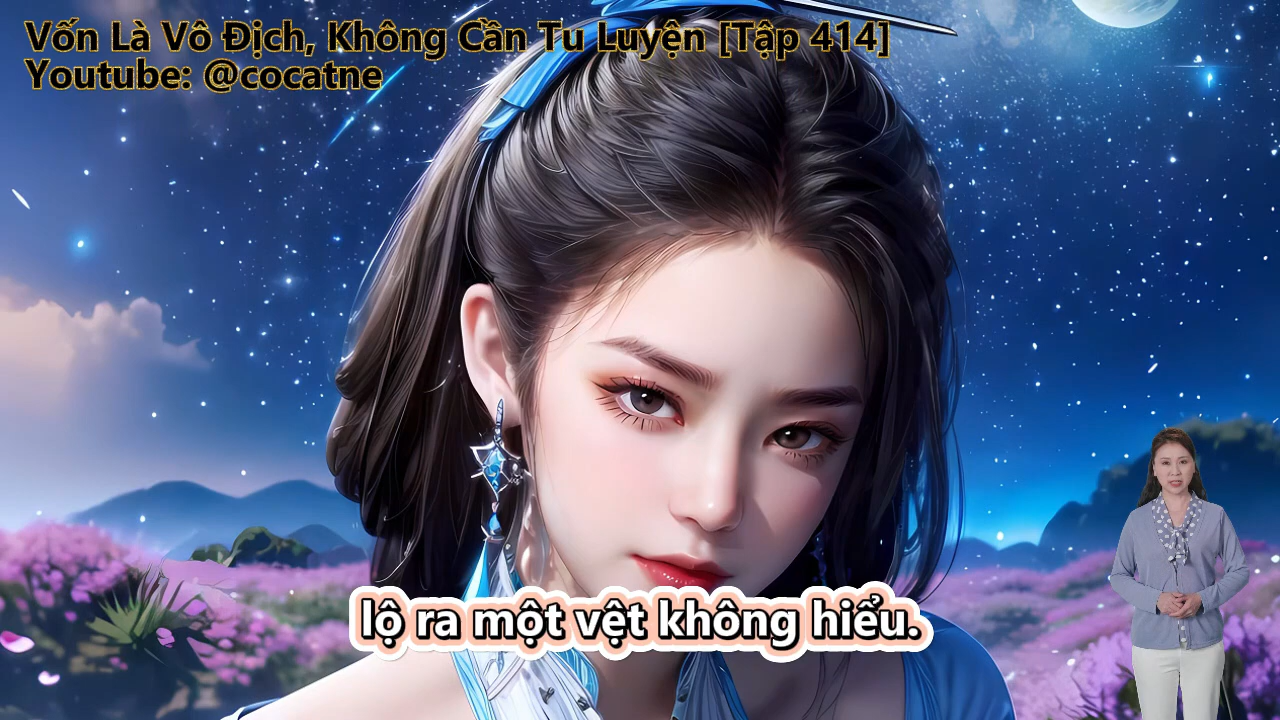 Vốn Là Vô Địch, Không Cần Tu Luyện [Tập 414]
Youtube: @cocatne
lộ ra một vệt không hiểu.